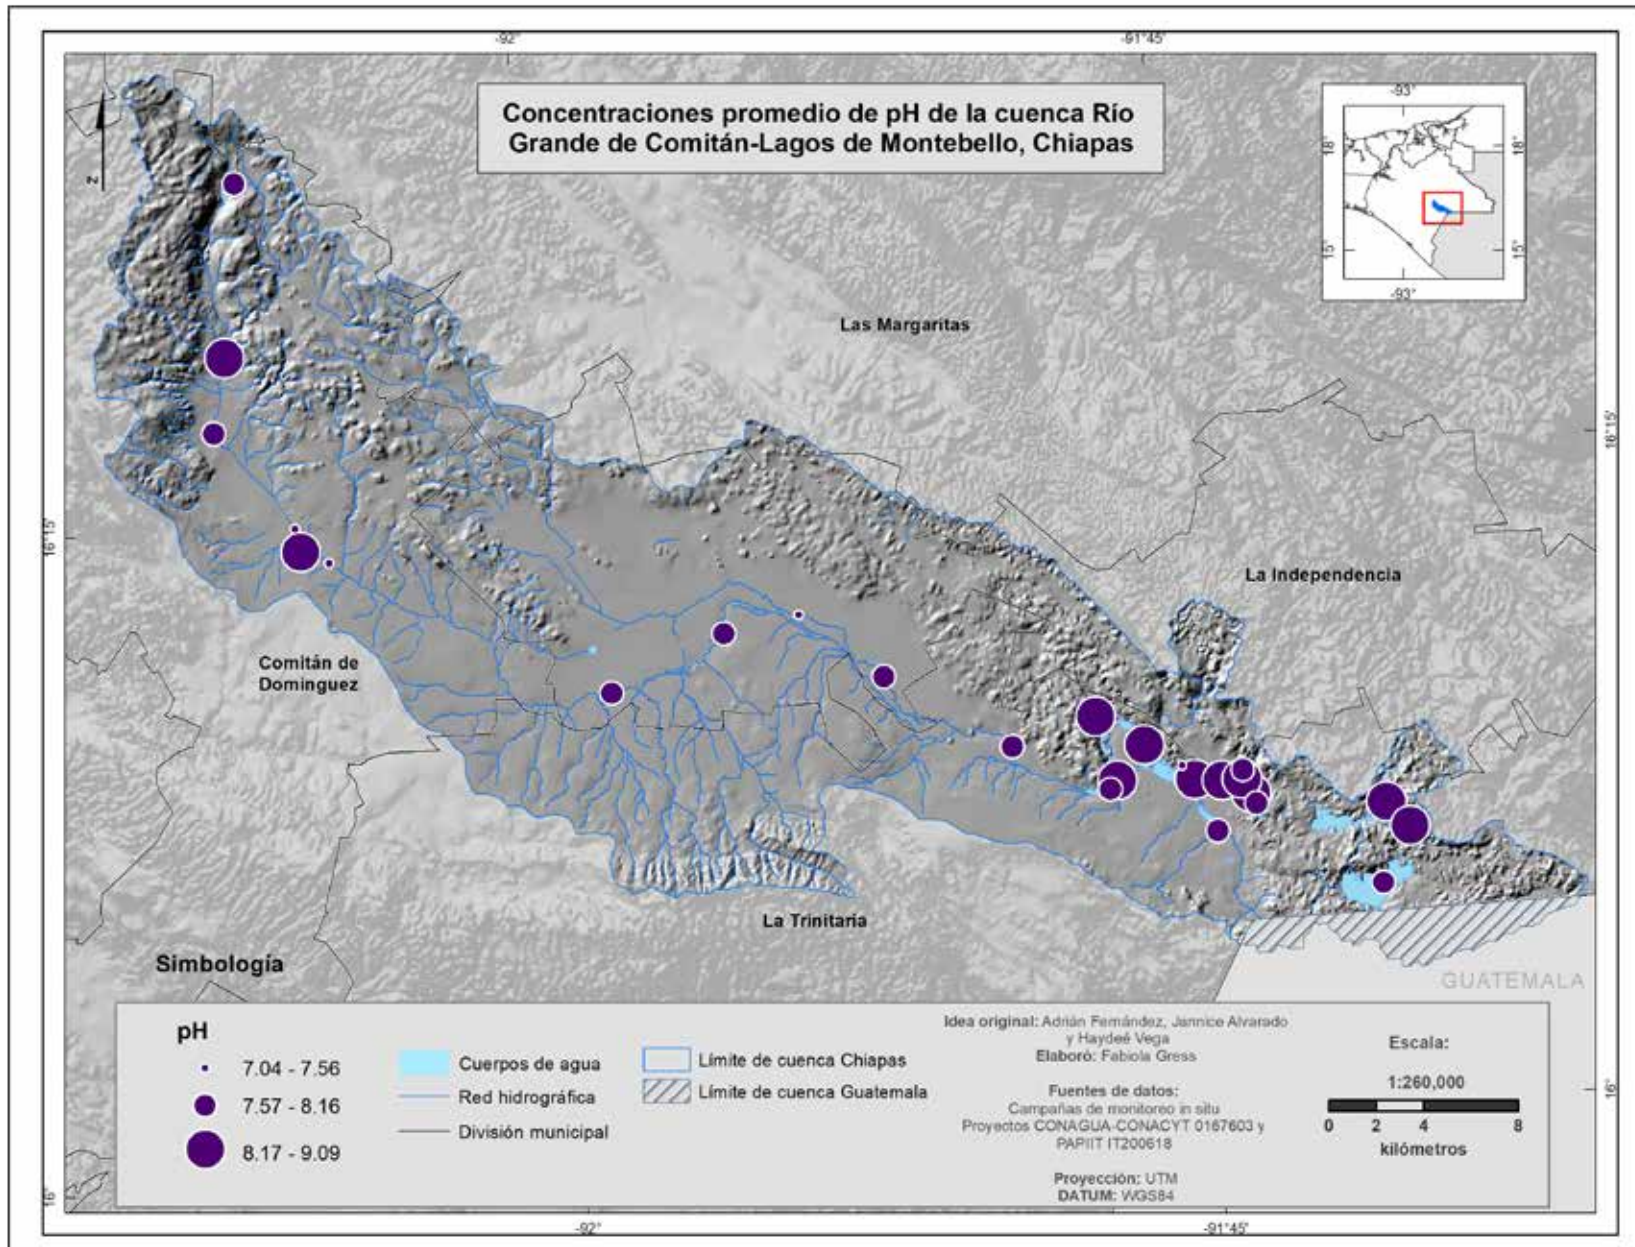 -92°
-91°45'
Concentraciones promedio de pH de la cuenca Río
Grande de Comitán-Lagos de Montebello, Chiapas
-93°
18°
18°
15°
15°
-93°
Las Margaritas
16°15'
16°15'
La Independencia
Comitán de
Domínguez
La Trinitaria
GUATEMALA
Simbología
pH
7.04 - 7.56
7.57 - 8.16
8.17 - 9.09
Cuerpos de agua
Red hidrográfica
División municipal
Límite de cuenca Chiapas
Límite de cuenca Guatemala
Idea original: Adrián Fernández, Jannice Alvarado
y Haydeé Vega
Elaboró: Fabiola Gress
Fuentes de datos:
Campañas de monitoreo in situ
Proyectos CONAGUA-CONACYT 0167603 y
PAPIIT IT200618
Proyección: UTM
DATUM: WGS84
Escala:
1:260,000
0 2 4 8
kilómetros
16°
16°
-92°
-91°45'
z